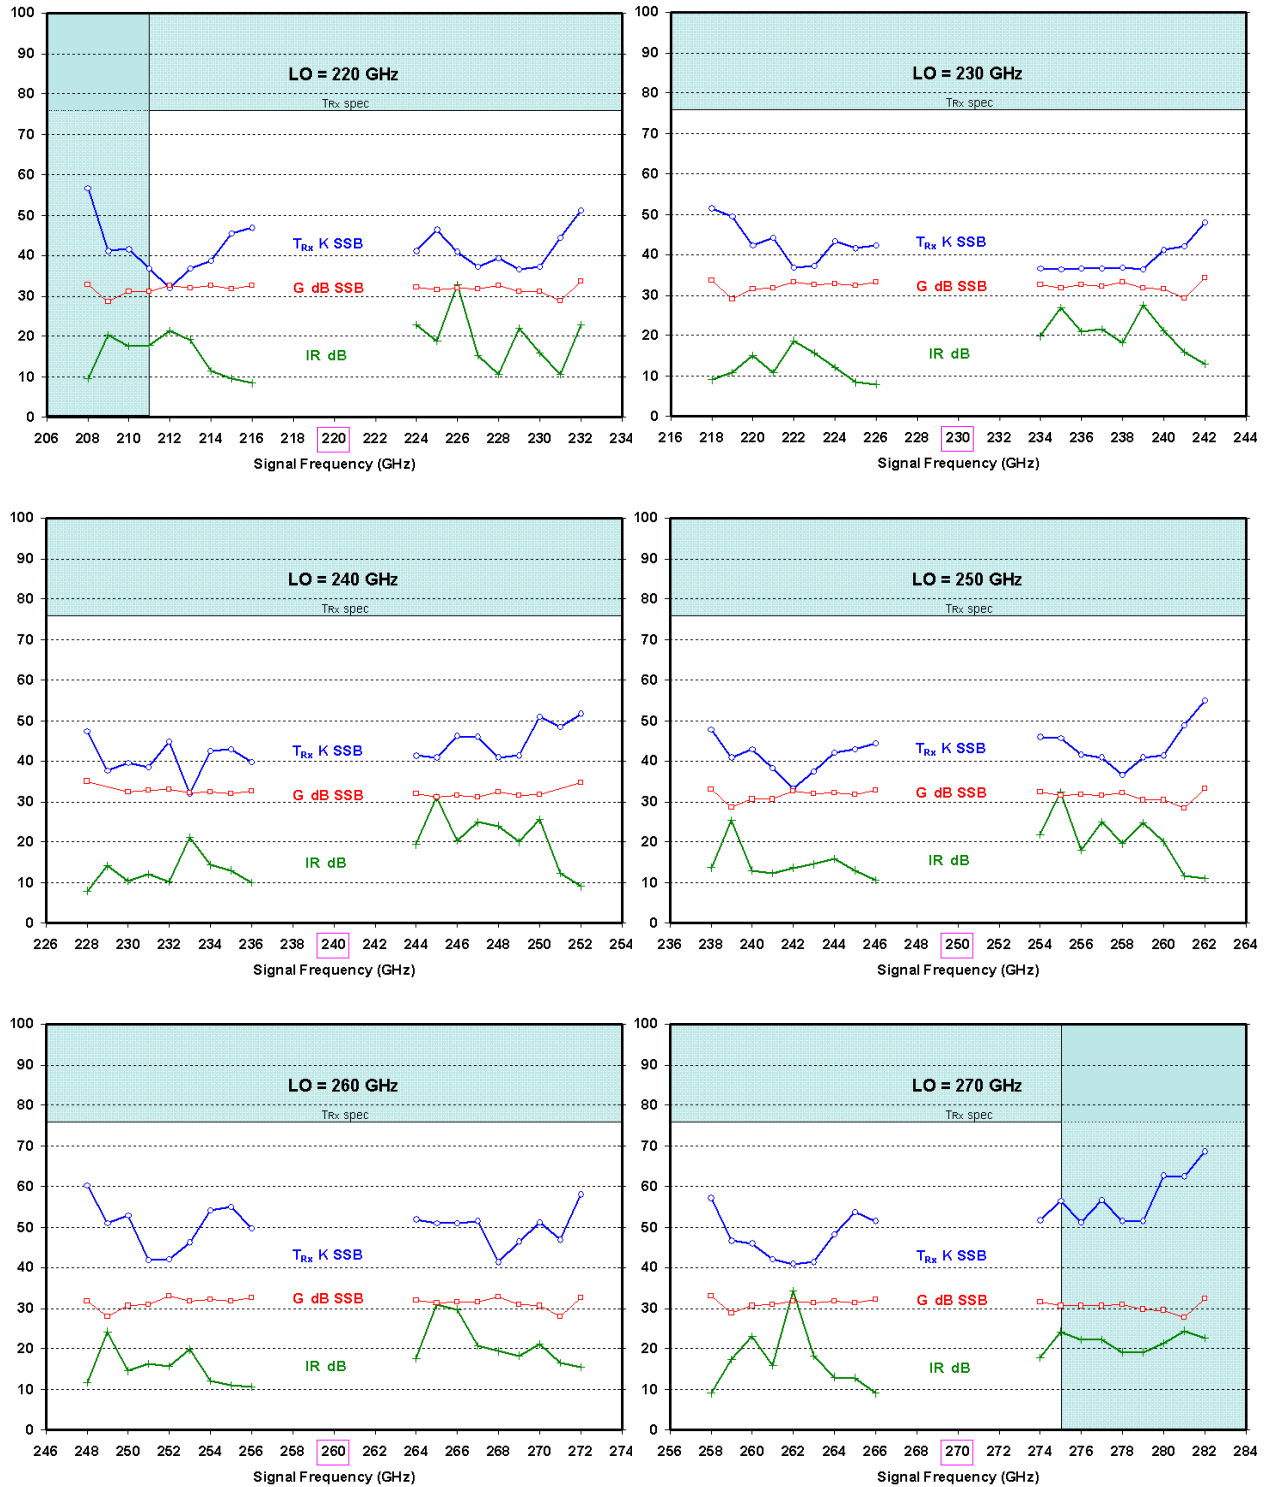 100
90
80
70
60
50
40
30
20
10
0
LO = 220 GHz
TRx spec
TRx K SSB
G dB SSB
IR dB
206 208 210 212 214 216 218 220 222 224 226 228 230 232 234
Signal Frequency (GHz)
100
90
80
70
60
50
40
30
20
10
0
LO = 230 GHz
TRx spec
TRx K SSB
G dB SSB
IR dB
216 218 220 222 224 226 228 230 232 234 236 238 240 242 244
Signal Frequency (GHz)
100
90
80
70
60
50
40
30
20
10
0
LO = 240 GHz
TRx spec
TRx K SSB
G dB SSB
IR dB
226 228 230 232 234 236 238 240 242 244 246 248 250 252 254
Signal Frequency (GHz)
100
90
80
70
60
50
40
30
20
10
0
LO = 250 GHz
TRx spec
TRx K SSB
G dB SSB
IR dB
236 238 240 242 244 246 248 250 252 254 256 258 260 262 264
Signal Frequency (GHz)
100
90
80
70
60
50
40
30
20
10
0
LO = 260 GHz
TRx spec
TRx K SSB
G dB SSB
IR dB
246 248 250 252 254 256 258 260 262 264 266 268 270 272 274
Signal Frequency (GHz)
100
90
80
70
60
50
40
30
20
10
0
LO = 270 GHz
TRx spec
TRx K SSB
G dB SSB
IR dB
256 258 260 262 264 266 268 270 272 274 276 278 280 282 284
Signal Frequency (GHz)